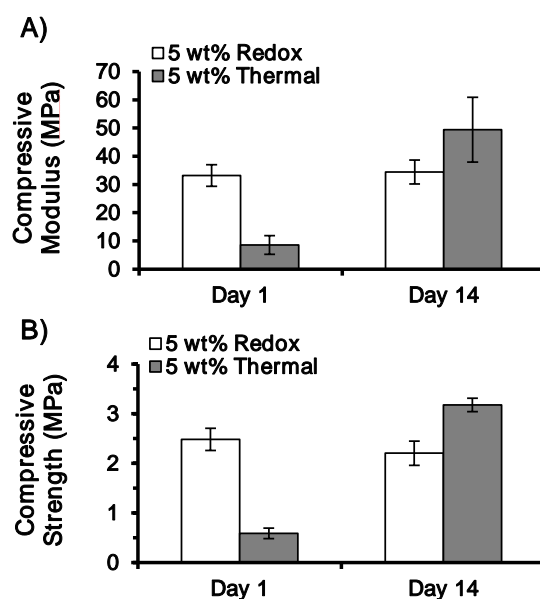 A)
5 wt% Redox
5 wt% Thermal
Compressive
Modulus (MPa)
70
60
50
40
30
20
10
0
Day 1 Day 14
B)
5 wt% Redox
5 wt% Thermal
Compressive
Strength (MPa)
4
3
2
1
0
Day 1 Day 14